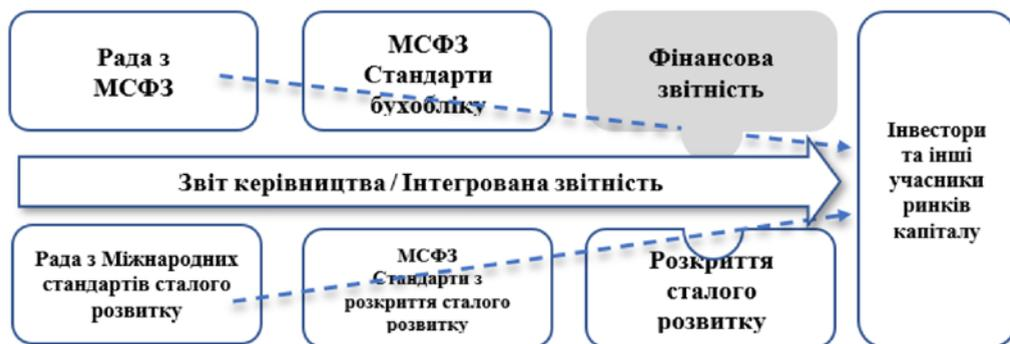 Рада з
МСФЗ
МСФЗ
Стандарти
бухобліку
Фінансова
звітність
Інвестори
та інші
учасники
ринків
капіталу
Звіт керівництва / Інтегрована звітність
Рада з Міжнародних
стандартів сталого
розвитку
МСФЗ
Стандарти з
розкриття сталого
розвитку
Розкриття
сталого
розвитку